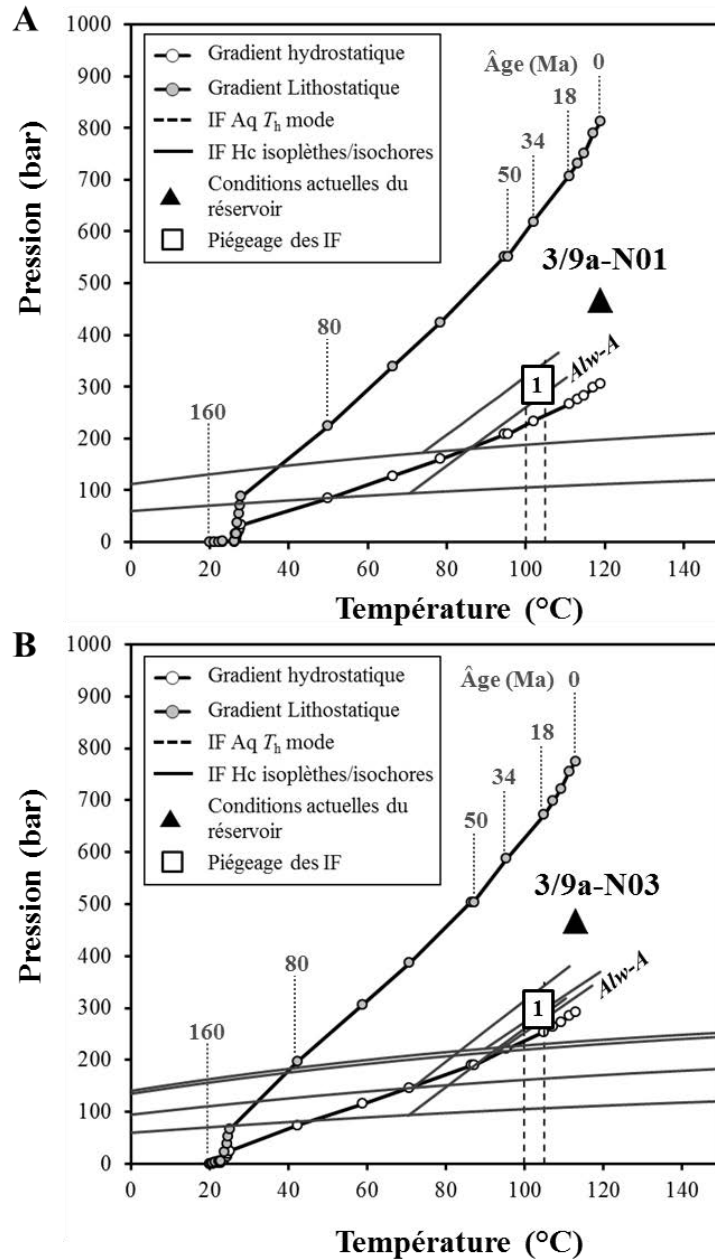 A
Pression (bar)
1000
900
800
700
600
500
400
300
200
100
0
Gradient hydrostatique
Gradient Lithostatique
IF Aq Th mode
IF Hc isoplèthes/isochores
Conditions actuelles du
réservoir
Piégeage des IF
Âge (Ma)
0
18
34
50
80
160
3/9a-N01
Alw-A
1
0 20 40 60 80 100 120 140
Température (°C)
B
Pression (bar)
1000
900
800
700
600
500
400
300
200
100
0
Gradient hydrostatique
Gradient Lithostatique
IF Aq Th mode
IF Hc isoplèthes/isochores
Conditions actuelles du
réservoir
Piégeage des IF
Âge (Ma)
0
18
34
50
80
160
3/9a-N03
Alw-A
1
0 20 40 60 80 100 120 140
Température (°C)